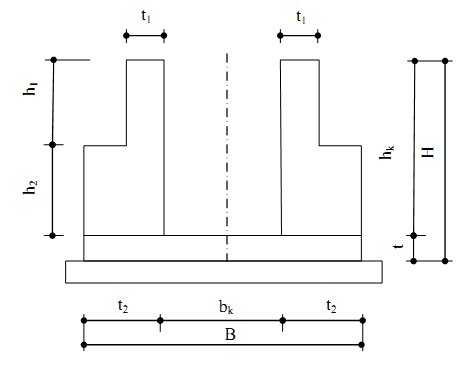 t₁ t₁
h₁
h₂
hₖ
H
t
t₂ bₖ t₂
B